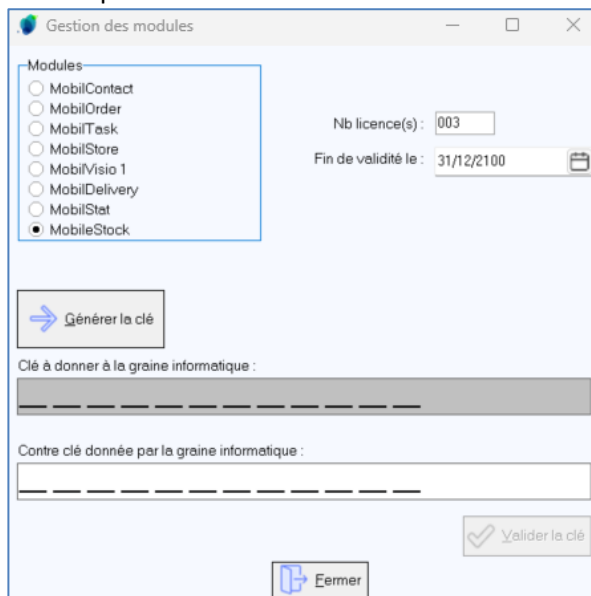 Gestion des modules
Modules
MobilContact
MobilOrder
MobilTask
MobilStore
MobilVisio 1
MobilDelivery
MobilStat
MobileStock
Nb licence(s) : 003
Fin de validité le : 31/12/2100
Générer la clé
Clé à donner à la graine informatique :
Contre clé donnée par la graine informatique :
Valider la clé
Fermer